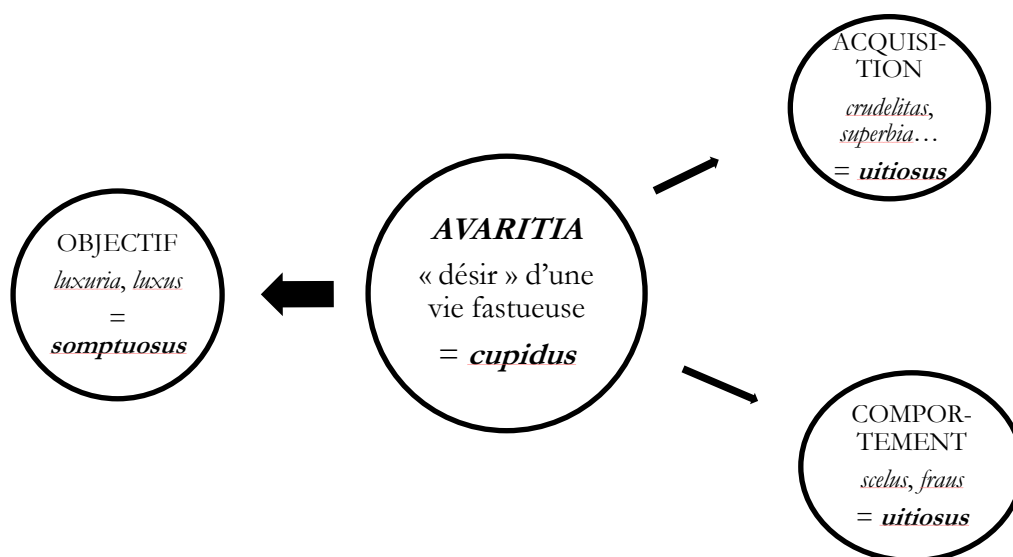 OBJECTIF
luxuria, luxus
=
somptuosus
AVARITIA
« désir » d'une
vie fastueuse
= cupidus
ACQUISI-
TION
crudelitas,
superbia…
= uitiosus
COMPOR-
TEMENT
scelus, fraus
= uitiosus